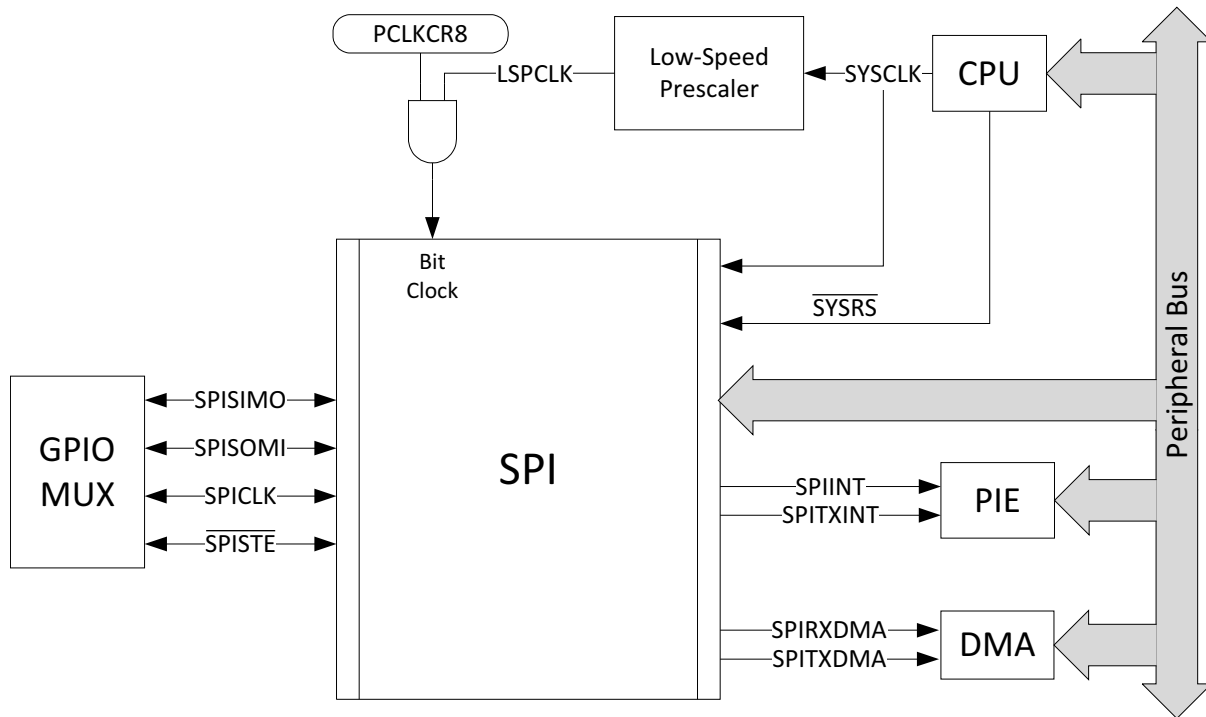 PCLKCR8
LSPCLK
Low-Speed
Prescaler
SYSCLK
CPU
Bit
Clock
SYSRS
Peripheral Bus
GPIO
MUX
SPISIMO
SPISOMI
SPICLK
SPISTE
SPI
SPIINT
SPITXINT
PIE
SPIRXDMA
SPITXDMA
DMA